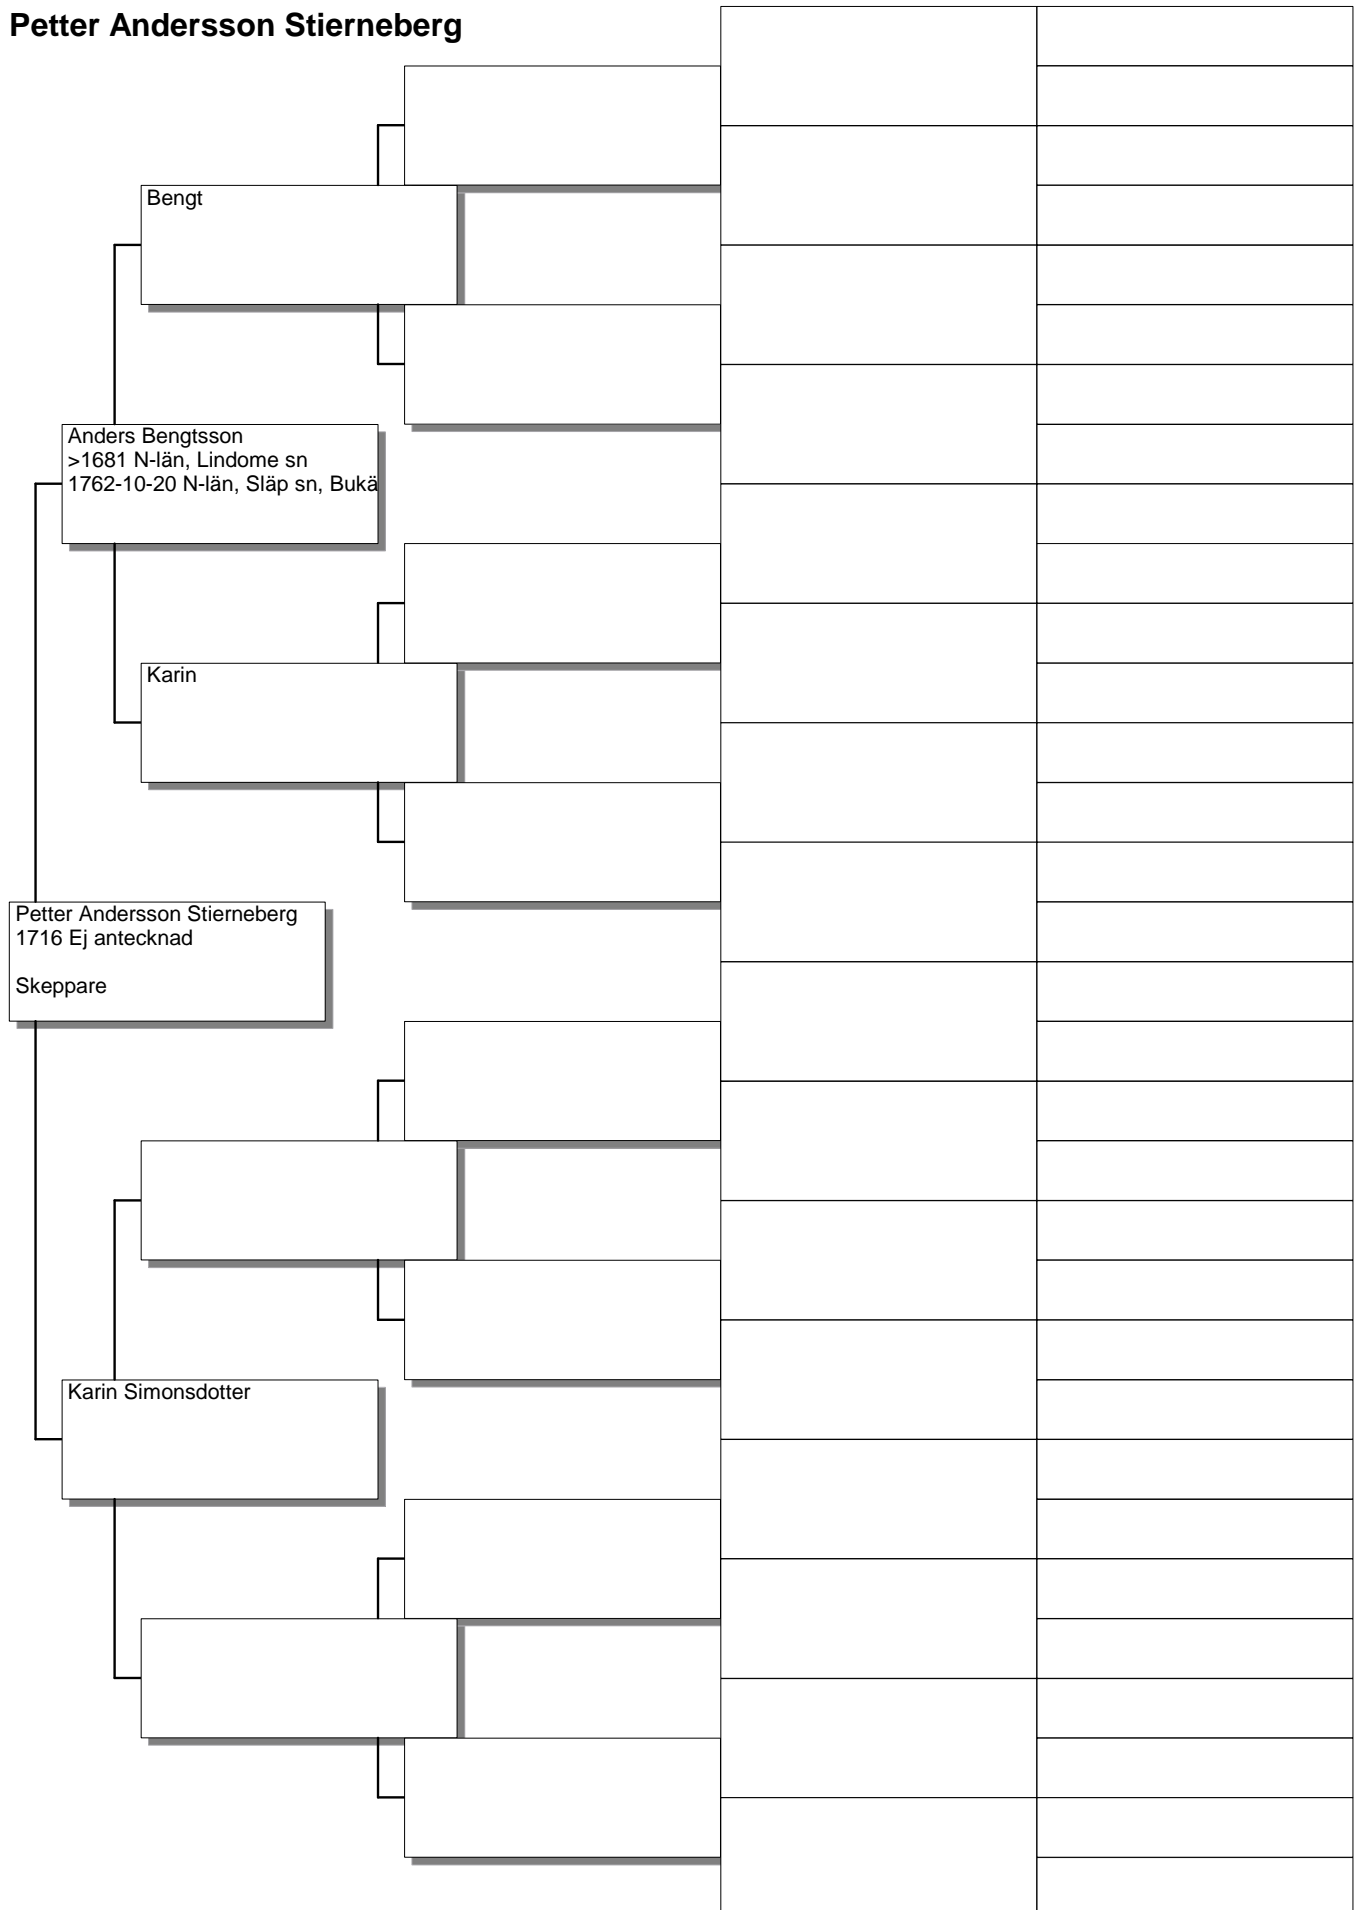 Petter Andersson Stierneberg
Bengt
Anders Bengtsson
>1681 N-län, Lindome sn
1762-10-20 N-län, Släp sn, Bukä
Karin
Petter Andersson Stierneberg
1716 Ej antecknad
Skeppare
Karin Simonsdotter